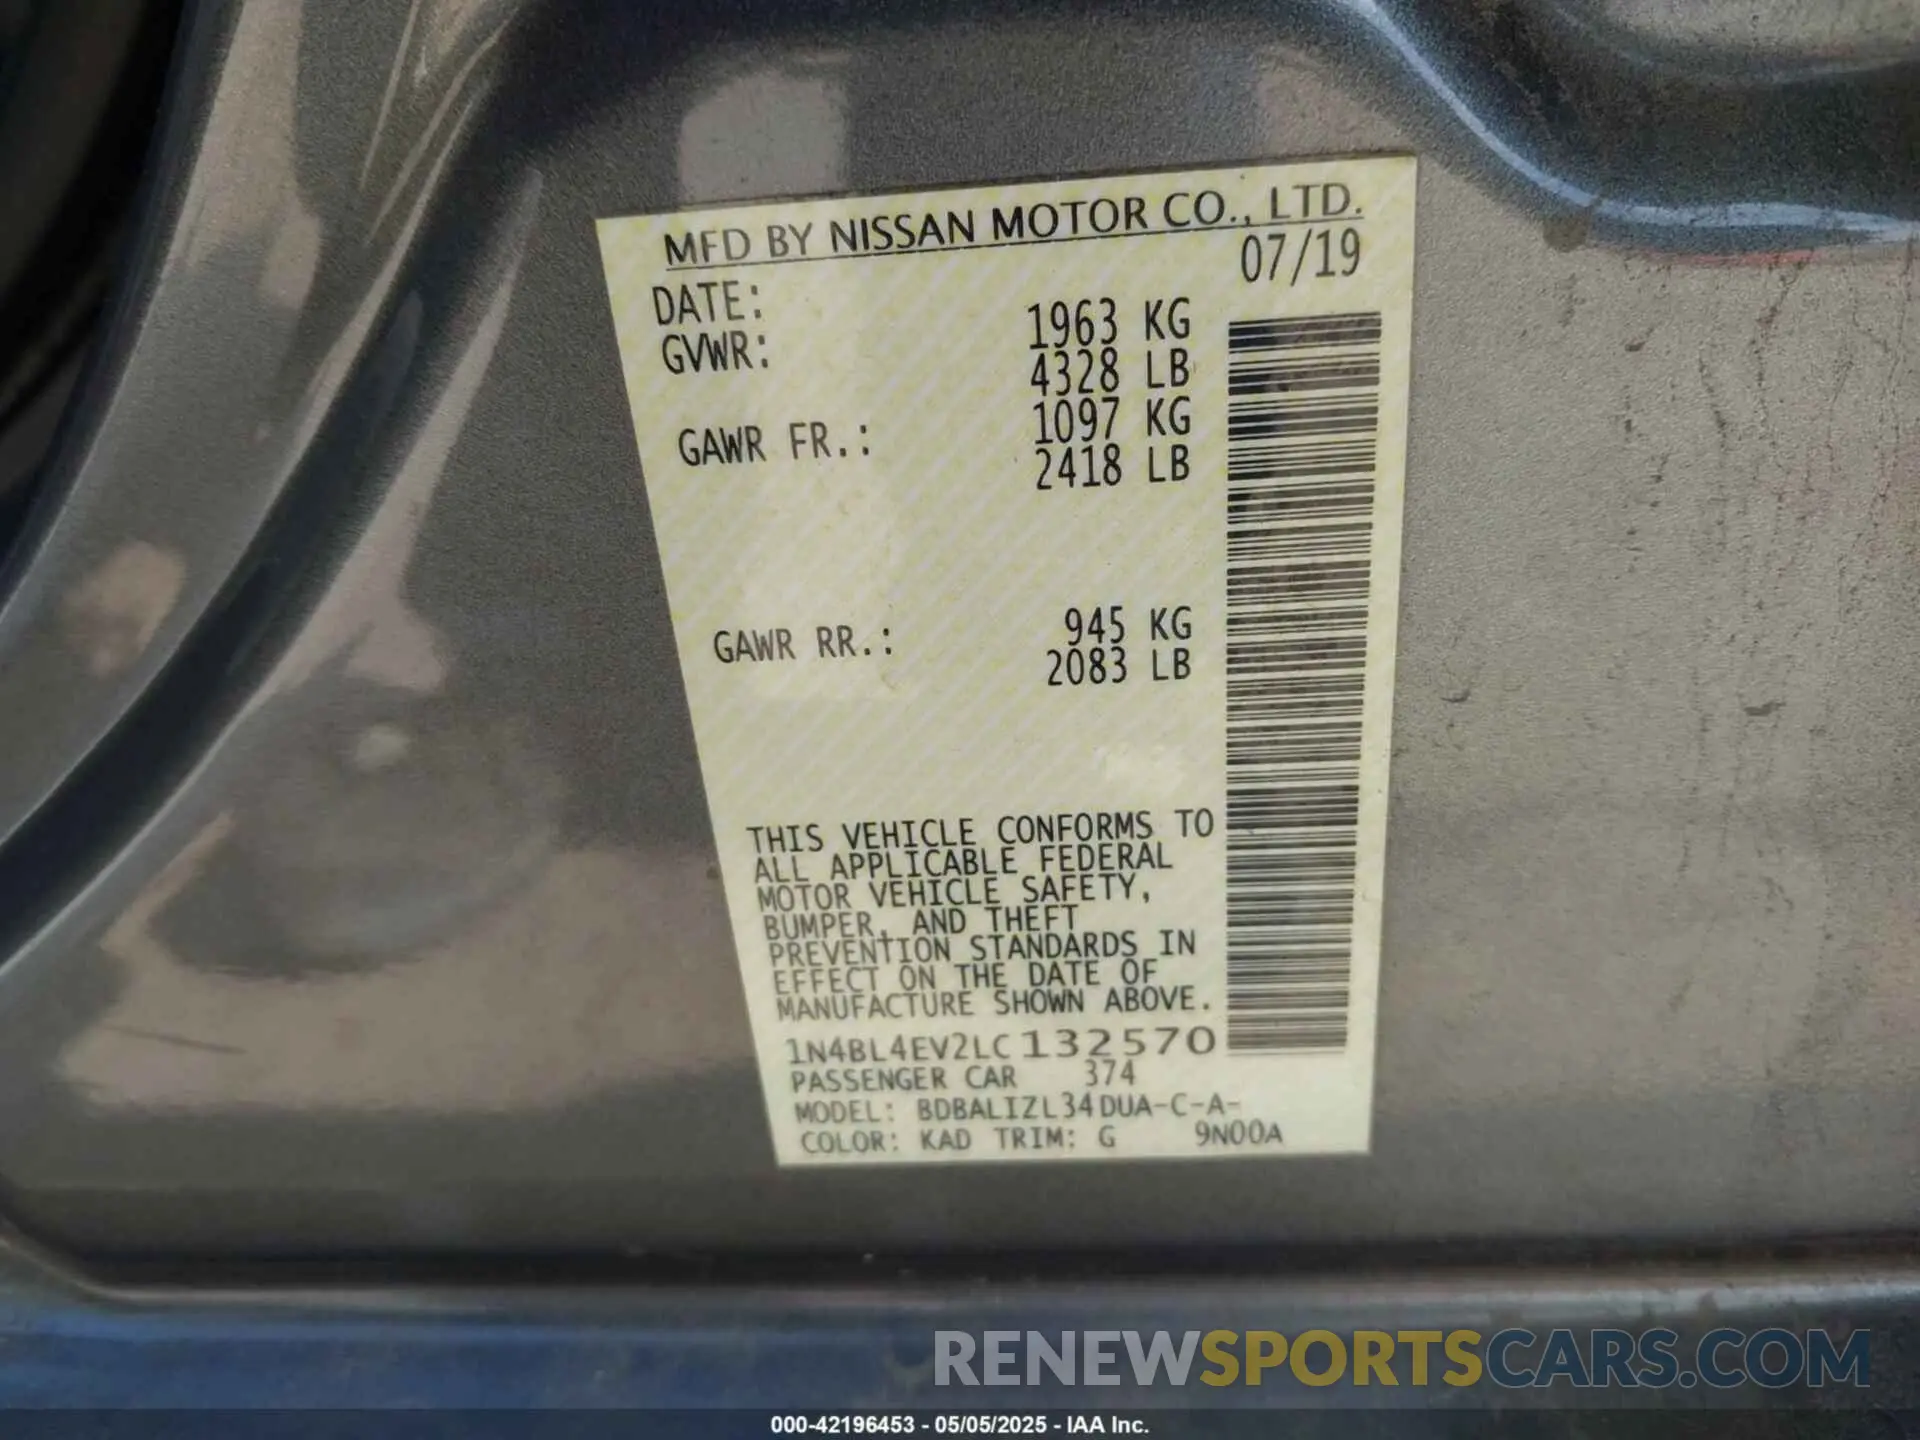 MFD BY NISSAN MOTOR CO., LTD.
DATE: 07/19
GVWR: 1963 KG
4328 LB
GAWR FR.: 1097 KG
2418 LB
GAWR RR.: 945 KG
2083 LB
THIS VEHICLE CONFORMS TO
ALL APPLICABLE FEDERAL
MOTOR VEHICLE SAFETY,
BUMPER, AND THEFT
PREVENTION STANDARDS IN
EFFECT ON THE DATE OF
MANUFACTURE SHOWN ABOVE.
1N4BL4EV2LC132570
PASSENGER CAR 374
MODEL: BDBALIZL34DUA-C-A-
COLOR: KAD TRIM: G 9N00A
RENEWSPORTSCARS.COM
000-42196453 - 05/05/2025 - IAA Inc.